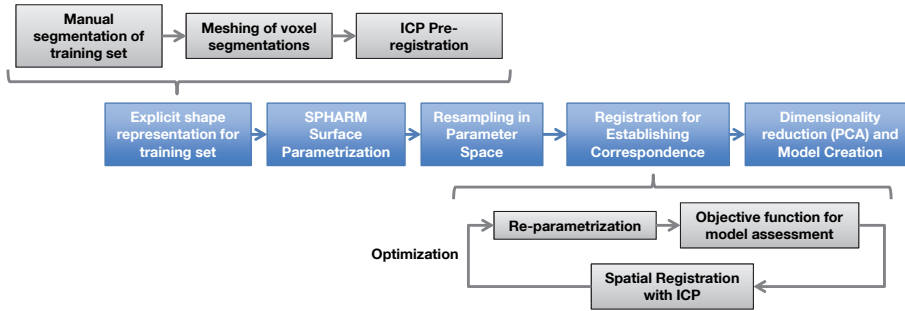 Manual
segmentation of
training set
Meshing of voxel
segmentations
ICP Pre-
registration
Explicit shape
representation for
training set
SPHARM
Surface
Parametrization
Resampling in
Parameter
Space
Registration for
Establishing
Correspondence
Dimensionality
reduction (PCA) and
Model Creation
Re-parametrization
Objective function for
model assessment
Optimization
Spatial Registration
with ICP